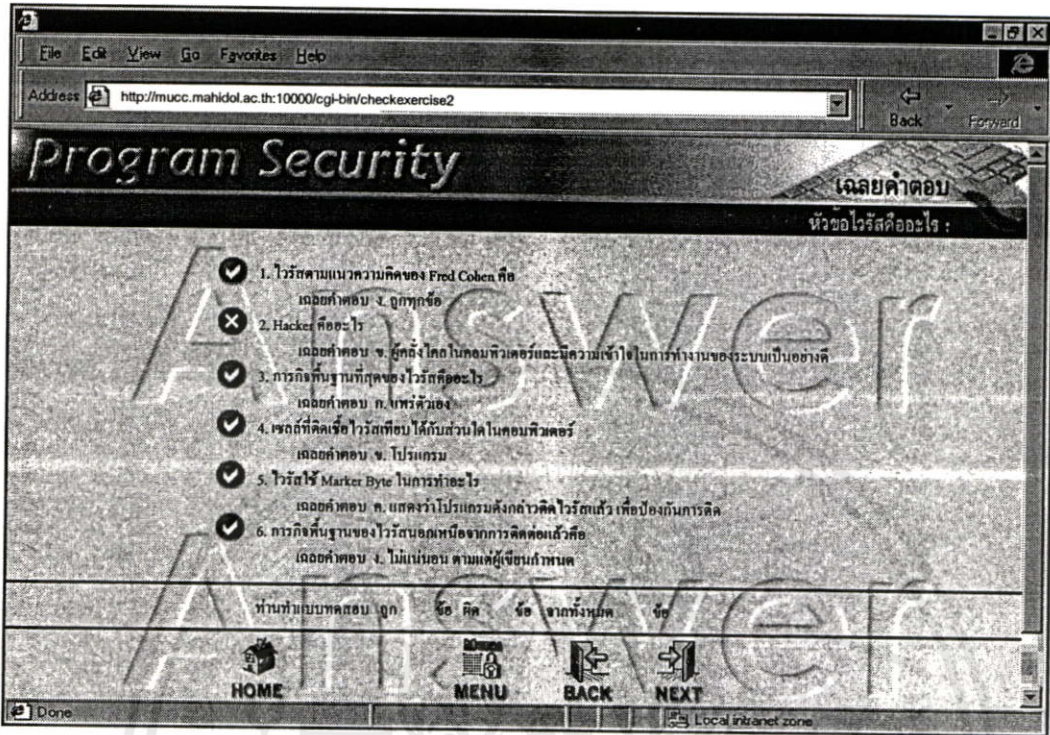 File Edit View Go Favorites Help
Address http://mucc.mahidol.ac.th:10000/cgi-bin/checkexercise2
Back Forward
Program Security
เฉลยคำตอบ
หัวข้อไวรัสคืออะไร :
Answer
1. ไวรัสตามแนวความคิดของ Fred Cohen คือ
เฉลยคำตอบ ง. ถูกทุกข้อ
2. Hacker คืออะไร
เฉลยคำตอบ ข. ผู้คลั่งไคลในคอมพิวเตอร์และมีความเข้าใจในการทำงานของระบบเป็นอย่างดี
3. ภารกิจพื้นฐานที่สุดของไวรัสคืออะไร
เฉลยคำตอบ ก. แพร่ตัวเอง
4. เซลล์ที่ติดเชื้อไวรัสเทียบได้กับส่วนใดในคอมพิวเตอร์
เฉลยคำตอบ ข. โปรแกรม
5. ไวรัสใช้ Marker Byte ในการทำอะไร
เฉลยคำตอบ ค. แสดงว่าโปรแกรมดังกล่าวติดไวรัสแล้ว เพื่อป้องกันการติด
6. ภารกิจพื้นฐานของไวรัสนอกเหนือจากการติดต่อแล้วคือ
เฉลยคำตอบ ง. ไม่แน่นอน ตามแต่ผู้เขียนกำหนด
Answer
ท่านทำแบบทดสอบ ถูก ข้อ ผิด ข้อ จากทั้งหมด ข้อ
HOME MENU BACK NEXT
Done Local intranet zone